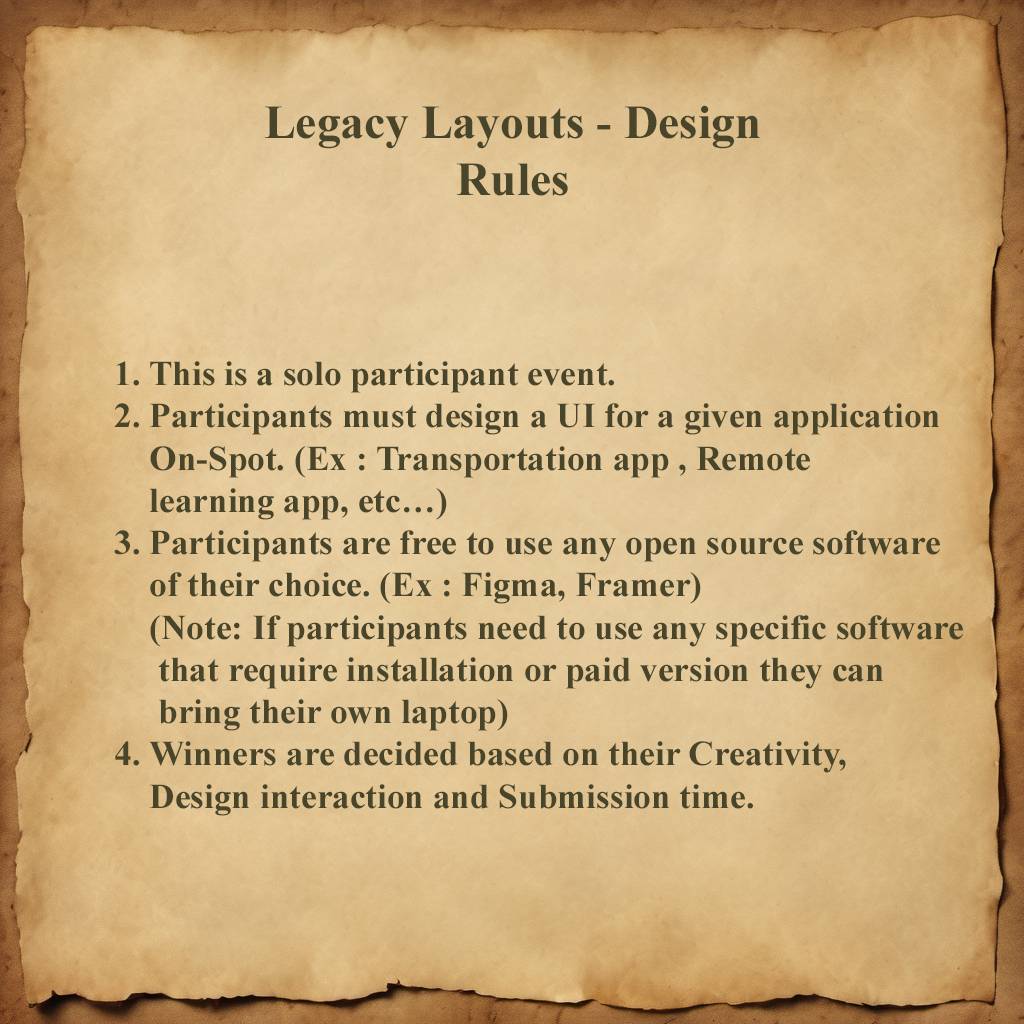 Legacy Layouts - Design
Rules
1. This is a solo participant event.
2. Participants must design a UI for a given application
On-Spot. (Ex : Transportation app , Remote
learning app, etc…)
3. Participants are free to use any open source software
of their choice. (Ex : Figma, Framer)
(Note: If participants need to use any specific software
that require installation or paid version they can
bring their own laptop)
4. Winners are decided based on their Creativity,
Design interaction and Submission time.